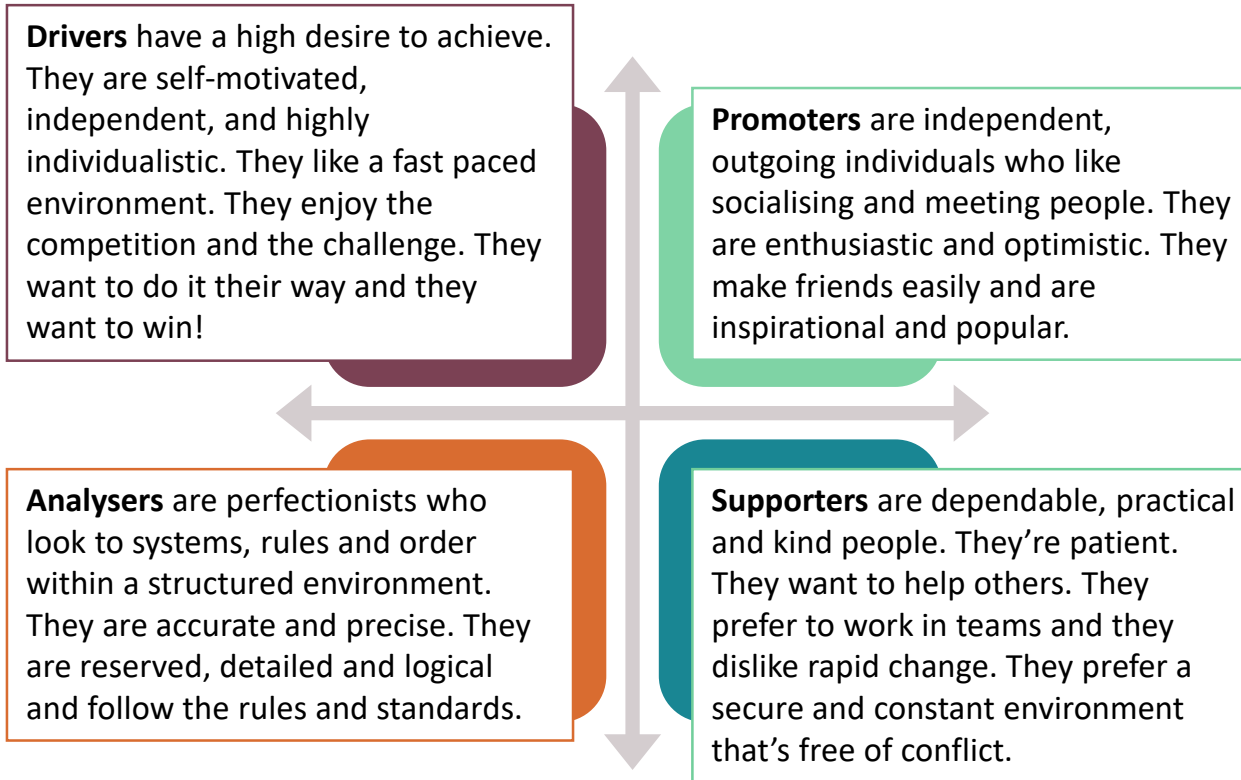 Drivers have a high desire to achieve.
They are self-motivated,
independent, and highly
individualistic. They like a fast paced
environment. They enjoy the
competition and the challenge. They
want to do it their way and they
want to win!
Promoters are independent,
outgoing individuals who like
socialising and meeting people. They
are enthusiastic and optimistic. They
make friends easily and are
inspirational and popular.
Analysers are perfectionists who
look to systems, rules and order
within a structured environment.
They are accurate and precise. They
are reserved, detailed and logical
and follow the rules and standards.
Supporters are dependable, practical
and kind people. They’re patient.
They want to help others. They
prefer to work in teams and they
dislike rapid change. They prefer a
secure and constant environment
that’s free of conflict.